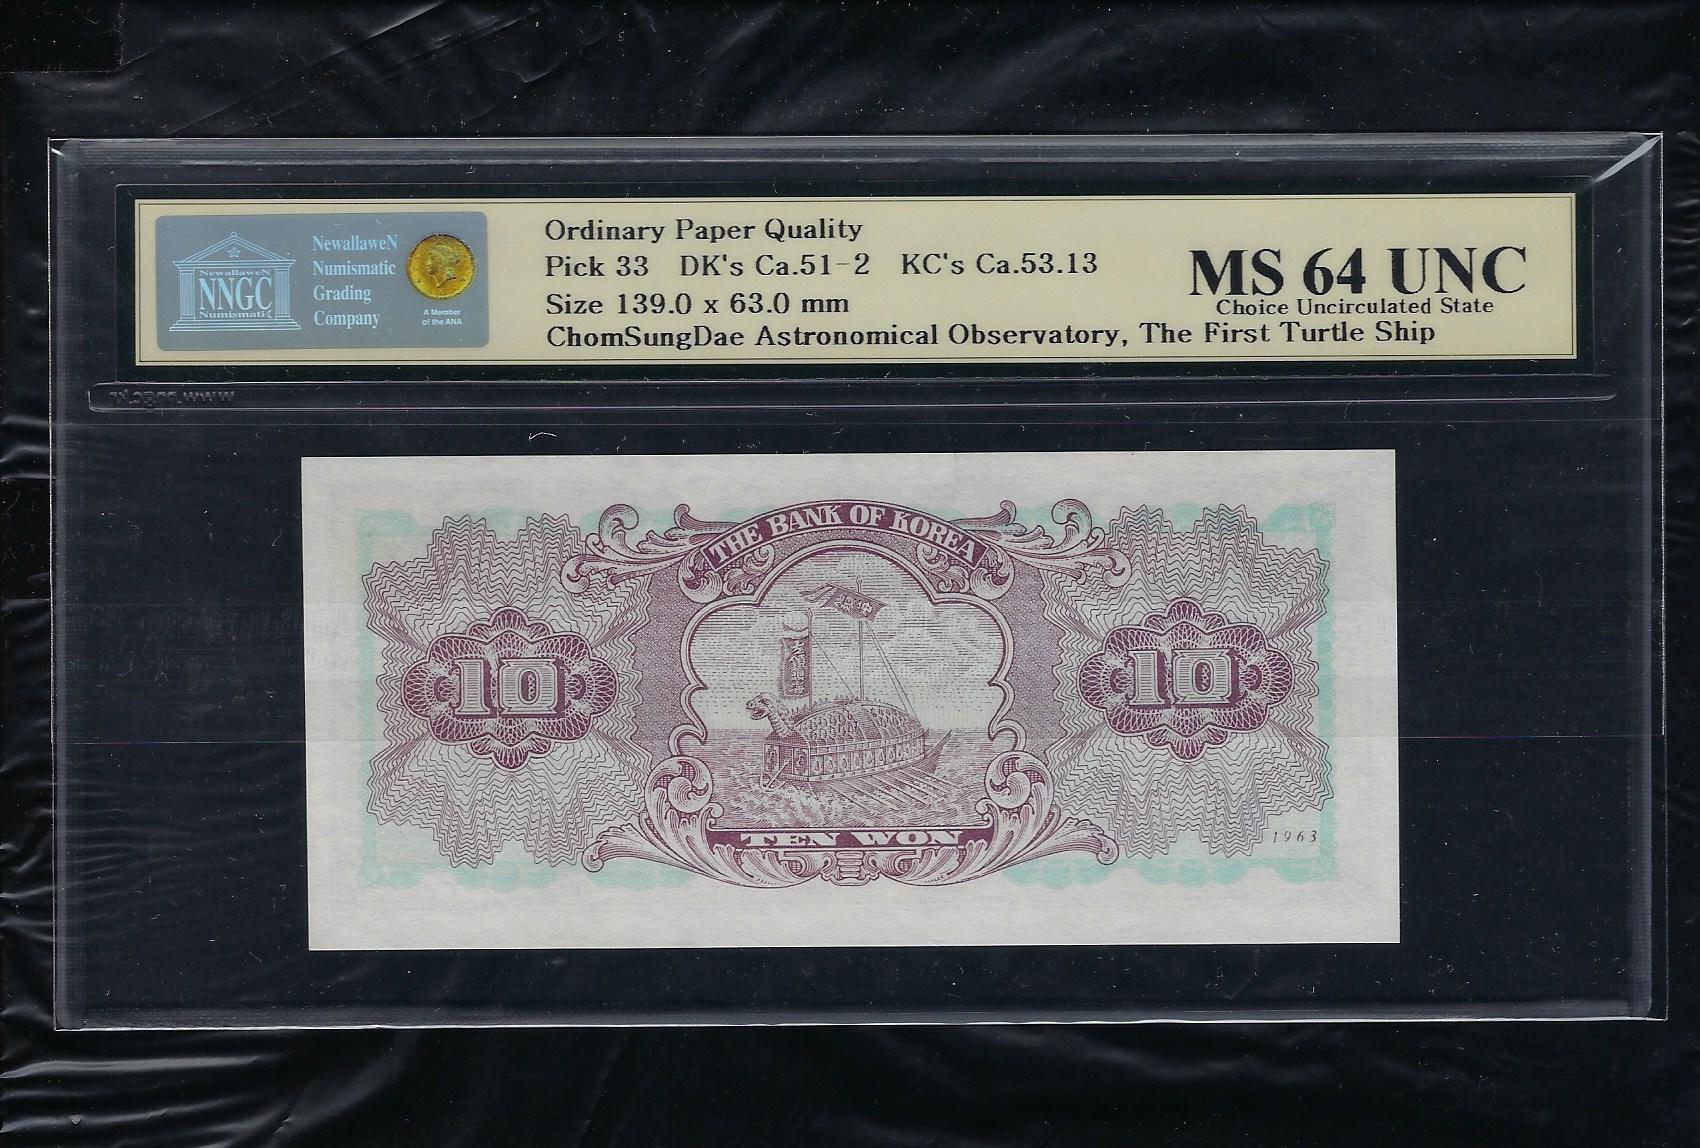 NewallaweN
Numismatic
Grading
Company
NewallaweN
NNGC
Numismatic
A Member
of the ANA
Ordinary Paper Quality
Pick 33 DK's Ca.51-2 KC's Ca.53.13
Size 139.0 x 63.0 mm
ChomSungDae Astronomical Observatory, The First Turtle Ship
MS 64 UNC
Choice Uncirculated State
THE BANK OF KOREA
10
10
TEN WON
1963